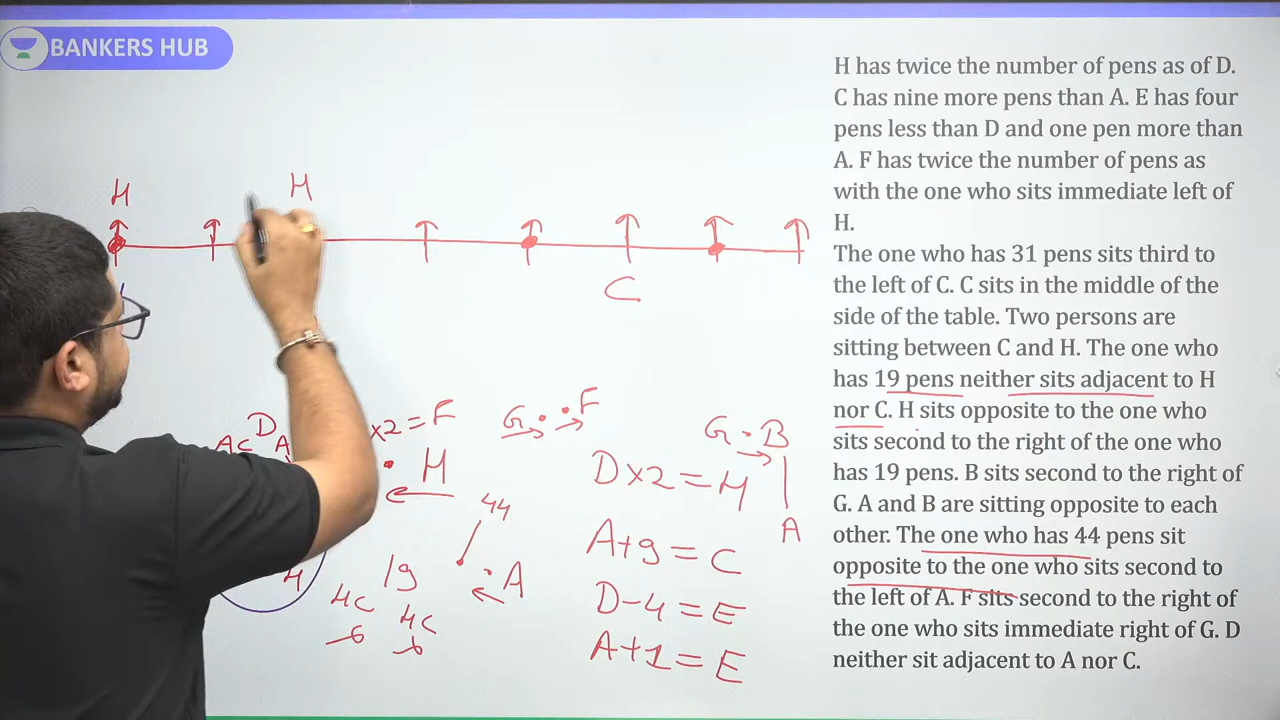 BANKERS HUB
H has twice the number of pens as of D.
C has nine more pens than A. E has four
pens less than D and one pen more than
A. F has twice the number of pens as
with the one who sits immediate left of
H.
The one who has 31 pens sits third to
the left of C. C sits in the middle of the
side of the table. Two persons are
sitting between C and H. The one who
has 19 pens neither sits adjacent to H
nor C. H sits opposite to the one who
sits second to the right of the one who
has 19 pens. B sits second to the right of
G. A and B are sitting opposite to each
other. The one who has 44 pens sit
opposite to the one who sits second to
the left of A. F sits second to the right of
the one who sits immediate right of G. D
neither sit adjacent to A nor C.
H H
C
D
AC A
x2=F
G F
G B
H
D×2=H
A
44
A+9=C
19
A
4
HC
6
HC
6
D-4=E
A+1=E